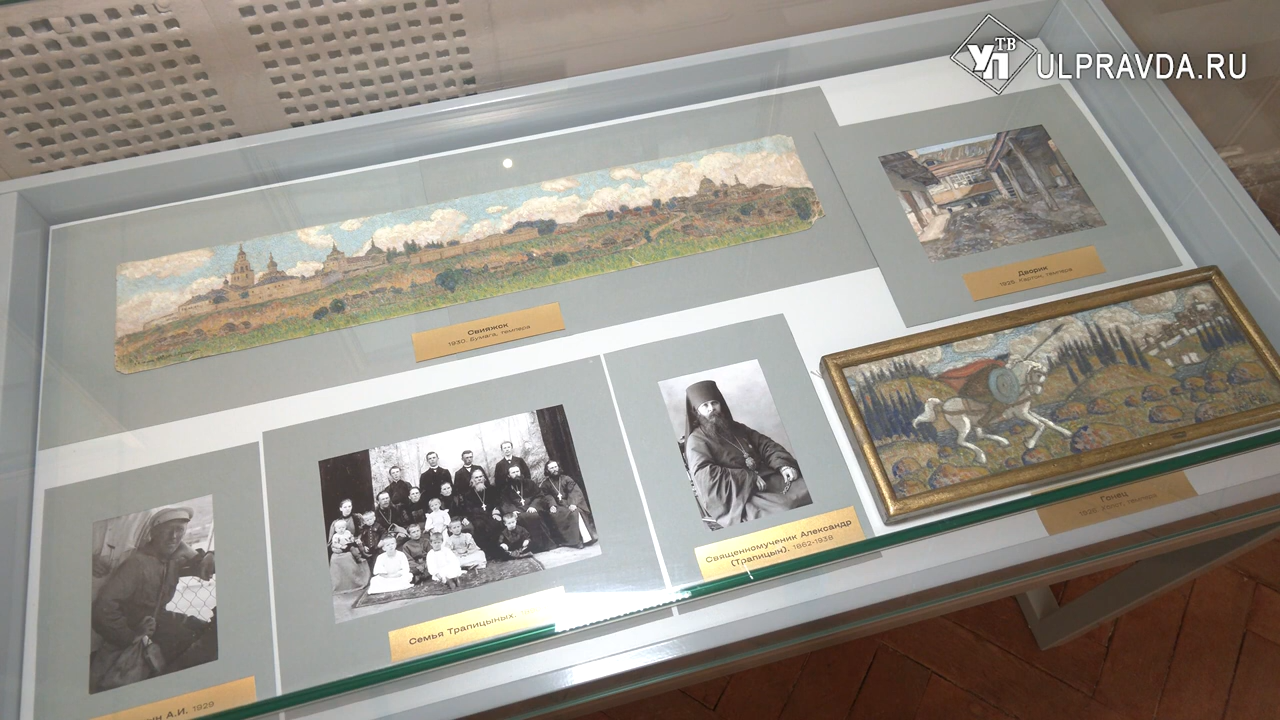 УП ТВ ULPRAVDA.RU
Дворик
1925. Картон, темпера
Свияжск
1930. Бумага, темпера
Гонец
Священномученик Александр
(Трапицын). 1862-1938
Семья Трапицыных.
А.И. 1929